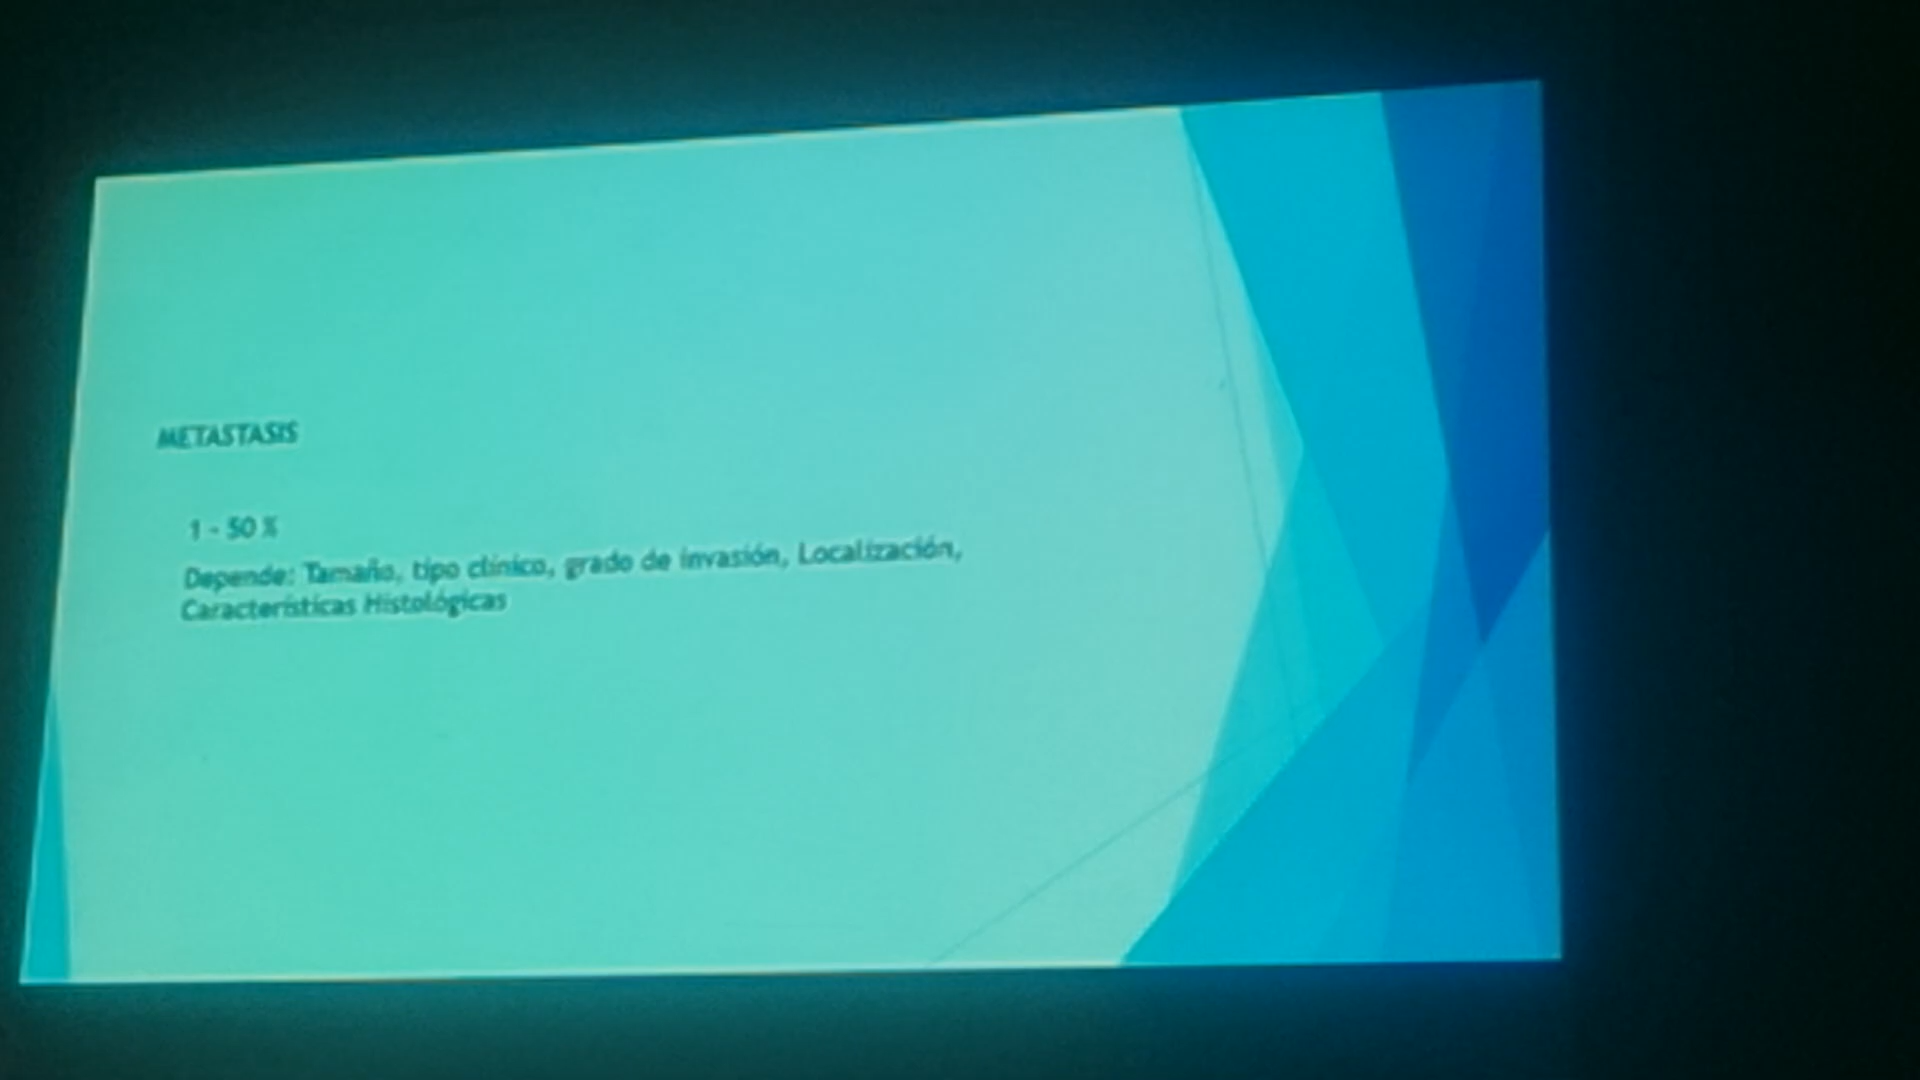 METASTASIS
1 - 50 %
Depende: Tamaño, tipo clínico, grado de invasión, Localización,
Características Histológicas